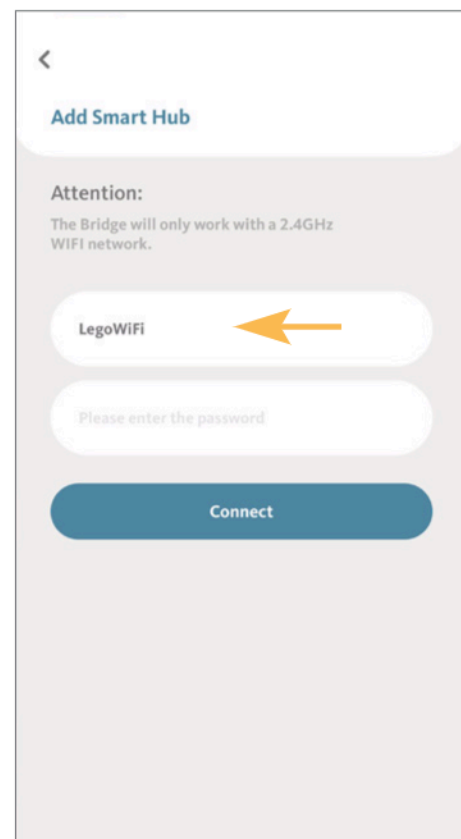 Add Smart Hub
Attention:
The Bridge will only work with a 2.4GHz
WIFI network.
LegoWiFi
Please enter the password
Connect